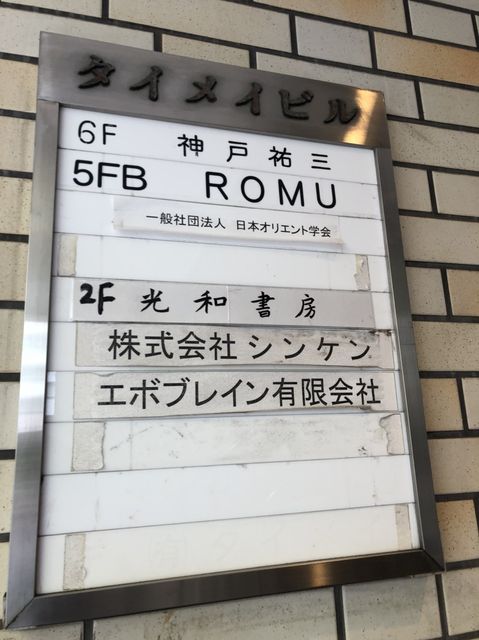 タイメイビル
6F 神戸祐三
5FB ROMU
一般社団法人 日本オリエント学会
2F 光和書房
株式会社シンケン
エボブレイン有限会社